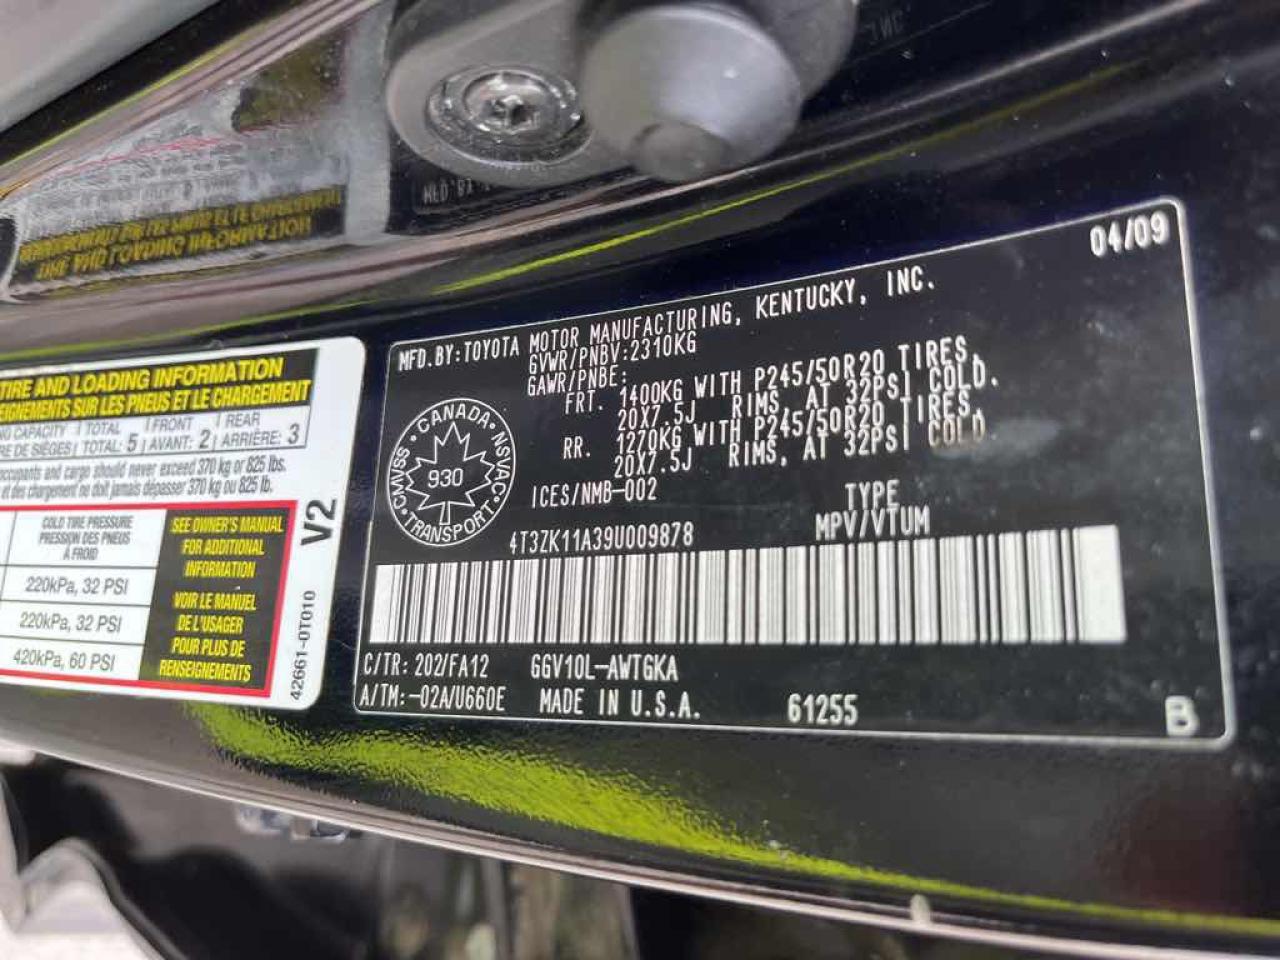 TIRE AND LOADING INFORMATION
EIGNEMENTS SUR LES PNEUS ET LE CHARGEMENT
NG CAPACITY TOTAL FRONT REAR
RE DE SIÈGES TOTAL: 5 AVANT: 2 ARRIÈRE: 3
occupants and cargo should never exceed 370 kg or 825 lbs.
et des chargement ne doit jamais dépasser 370 kg ou 825 lb.
COLD TIRE PRESSURE
PRESSION DES PNEUS
À FROID
220kPa, 32 PSI
220kPa, 32 PSI
420kPa, 60 PSI
SEE OWNER'S MANUAL
FOR ADDITIONAL
INFORMATION
VOIR LE MANUEL
DE L'USAGER
POUR PLUS DE
RENSEIGNEMENTS
V2
42661-0T010
04/09
MFD.BY:TOYOTA MOTOR MANUFACTURING, KENTUCKY, INC.
GVWR/PNBV:2310KG
GAWR/PNBE:
FRT. 1400KG WITH P245/50R20 TIRES,
20X7.5J RIMS, AT 32PSI COLD.
RR. 1270KG WITH P245/50R20 TIRES,
20X7.5J RIMS, AT 32PSI COLD
ICES/NMB-002
CANADA
CMVSS NSVAC
930
TRANSPORT
TYPE
4T3ZK11A39U009878 MPV/VTUM
C/TR: 202/FA12 GGV10L-AWTGKA
A/TM:-02A/U660E MADE IN U.S.A. 61255 B